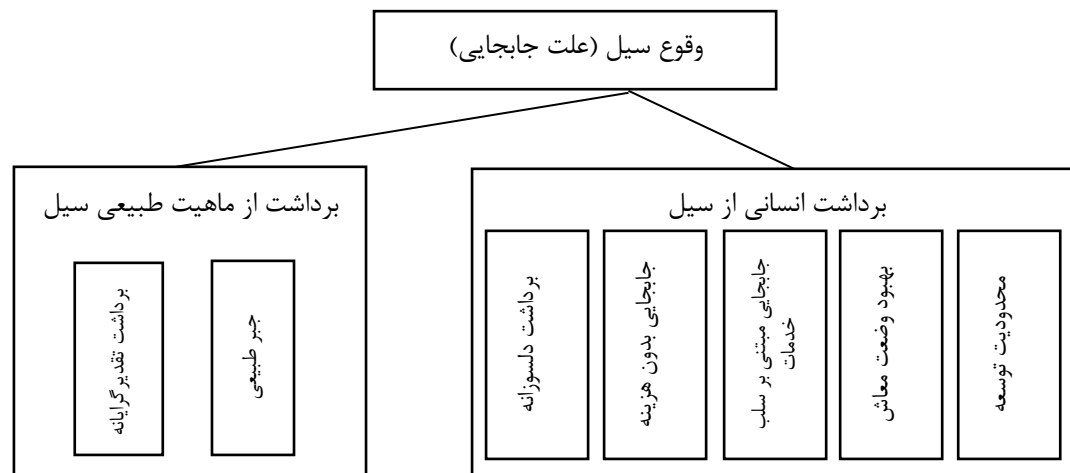 وقوع سیل (علت جابجایی)
برداشت انسانی از سیل
محدودیت توسعه
بهبود وضعت معاش
جابجایی مبتنی بر سلب
خدمات
جابجایی بدون هزینه
برداشت دلسوزانه
برداشت از ماهیت طبیعی سیل
جبر طبیعی
برداشت تقدیرگرایانه